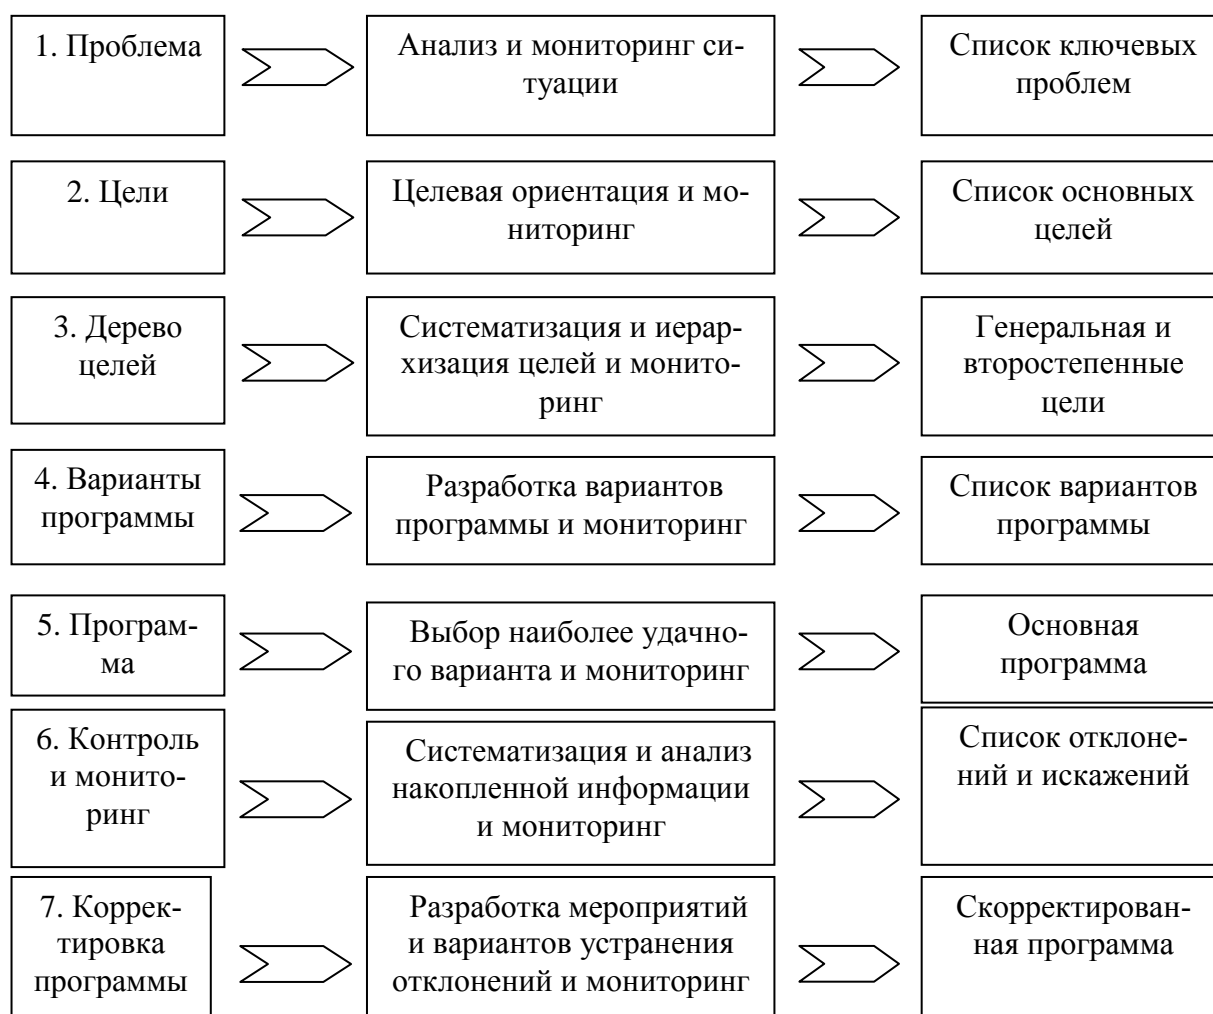 1. Проблема
Анализ и мониторинг си-
туации
Список ключевых
проблем
2. Цели
Целевая ориентация и мо-
ниторинг
Список основных
целей
3. Дерево
целей
Систематизация и иерар-
хизация целей и монито-
ринг
Генеральная и
второстепенные
цели
4. Варианты
программы
Разработка вариантов
программы и мониторинг
Список вариантов
программы
5. Програм-
ма
Выбор наиболее удачно-
го варианта и мониторинг
Основная
программа
6. Контроль
и монито-
ринг
Систематизация и анализ
накопленной информации
и мониторинг
Список отклоне-
ний и искажений
7. Коррек-
тировка
программы
Разработка мероприятий
и вариантов устранения
отклонений и мониторинг
Скорректирован-
ная программа